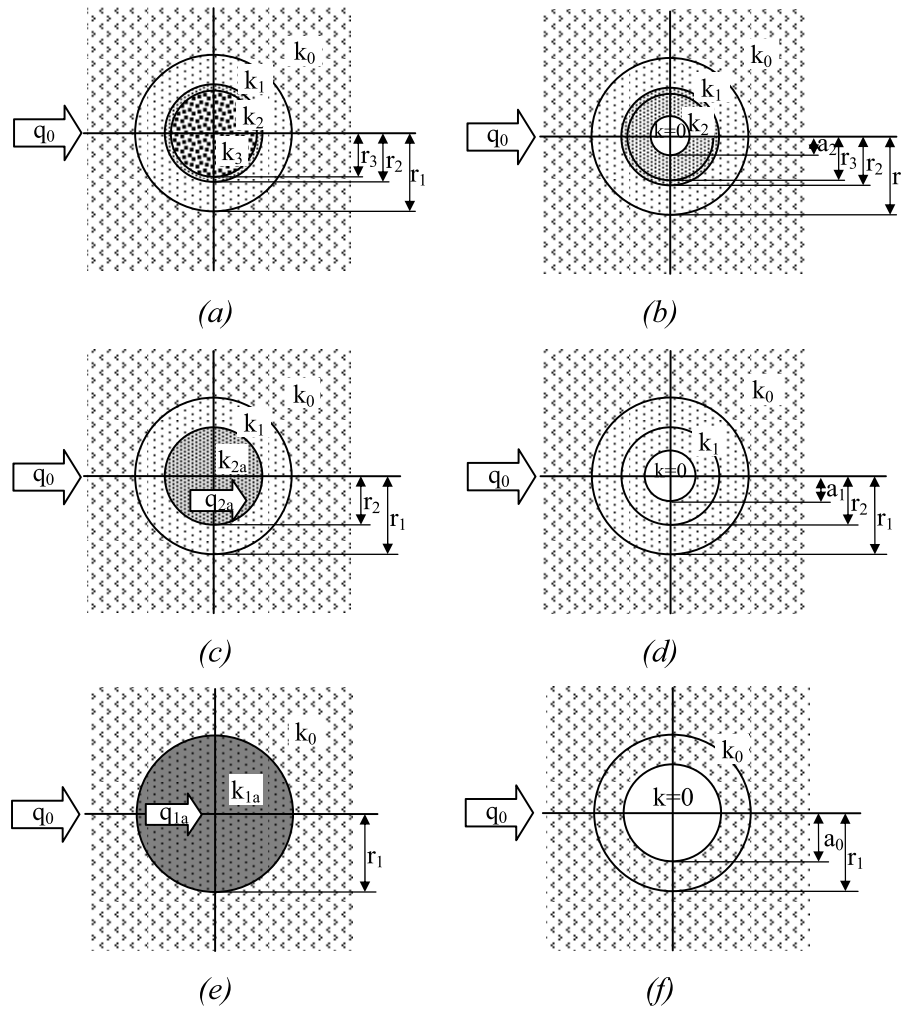 k0
k1
k2
k3
q0
r3
r2
r1
(a)
k0
k1
k2
k=0
q0
a2
r3
r2
r
(b)
k0
k1
k2a
q0
q2a
r2
r1
(c)
k0
k1
k=0
q0
a1
r2
r1
(d)
k0
k1a
q0
q1a
r1
(e)
k0
k=0
q0
a0
r1
(f)